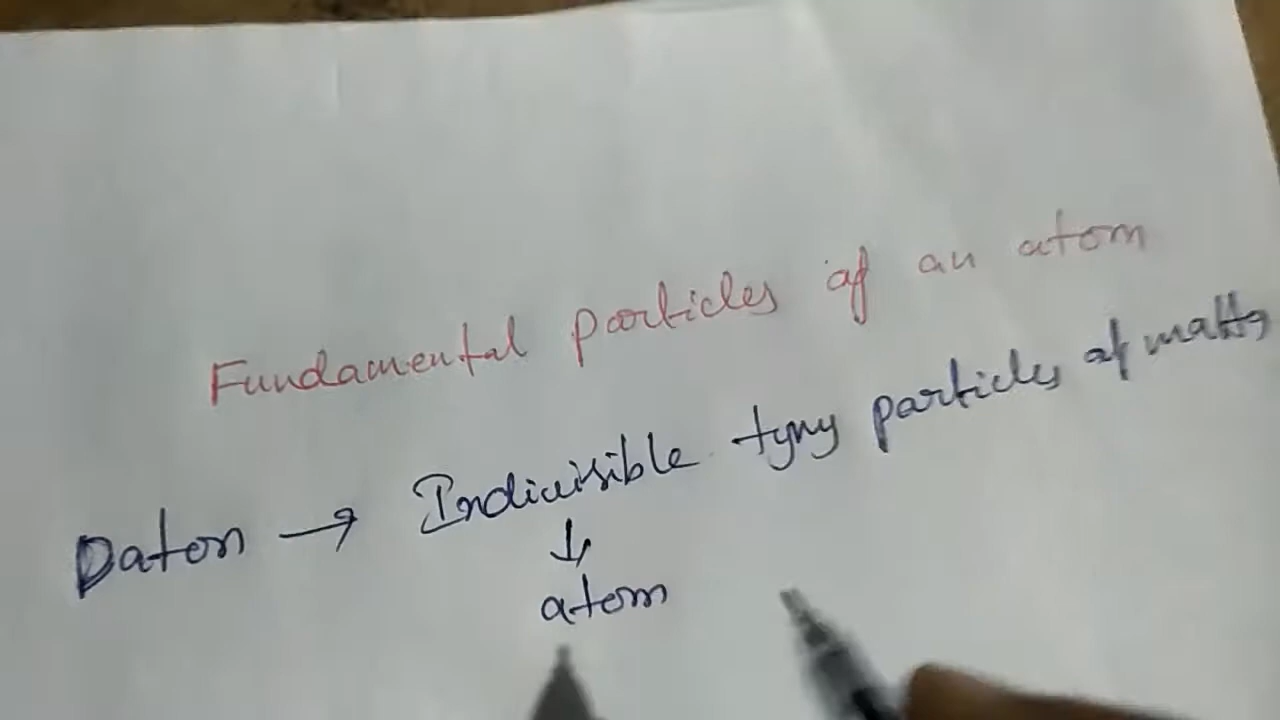 Fundamental particles of an atom
Daton → Indivisible tyny particles of matter
↓
atom